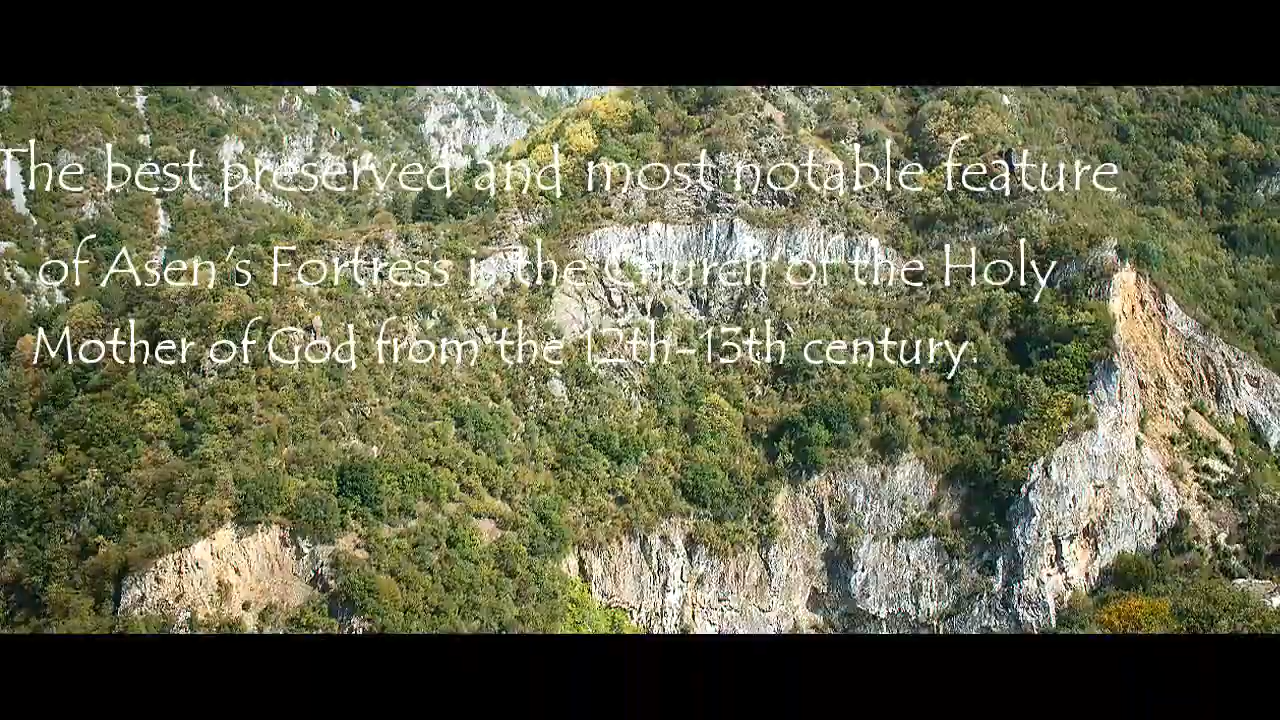 The best preserved and most notable feature
of Asen's Fortress is the Church of the Holy
Mother of God from the 12th-13th century.